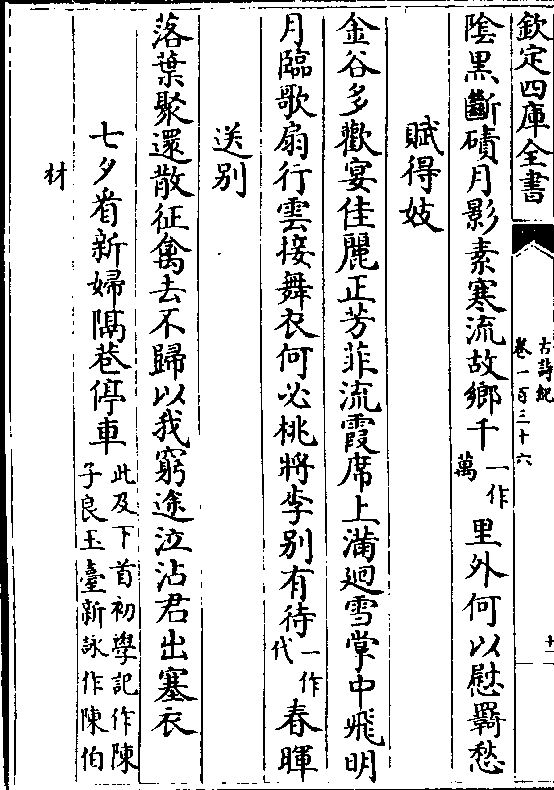 欽定四庫全書
古詩紀
卷一百三十六
十一
陰黒斷磧月影素寒流故鄉千一作萬里外何以慰羈愁
賦得妓
金谷多歡宴佳麗正芳菲流霞席上滿廻雪掌中飛明
月臨歌扇行雲接舞衣何必桃將李别有待一作代春暉
送别
落葉聚還散征禽去不歸以我窮途泣沾君出塞衣
七夕㸔新婦隔巷停車此及下首初學記作陳子良玉臺新詠作陳伯
材